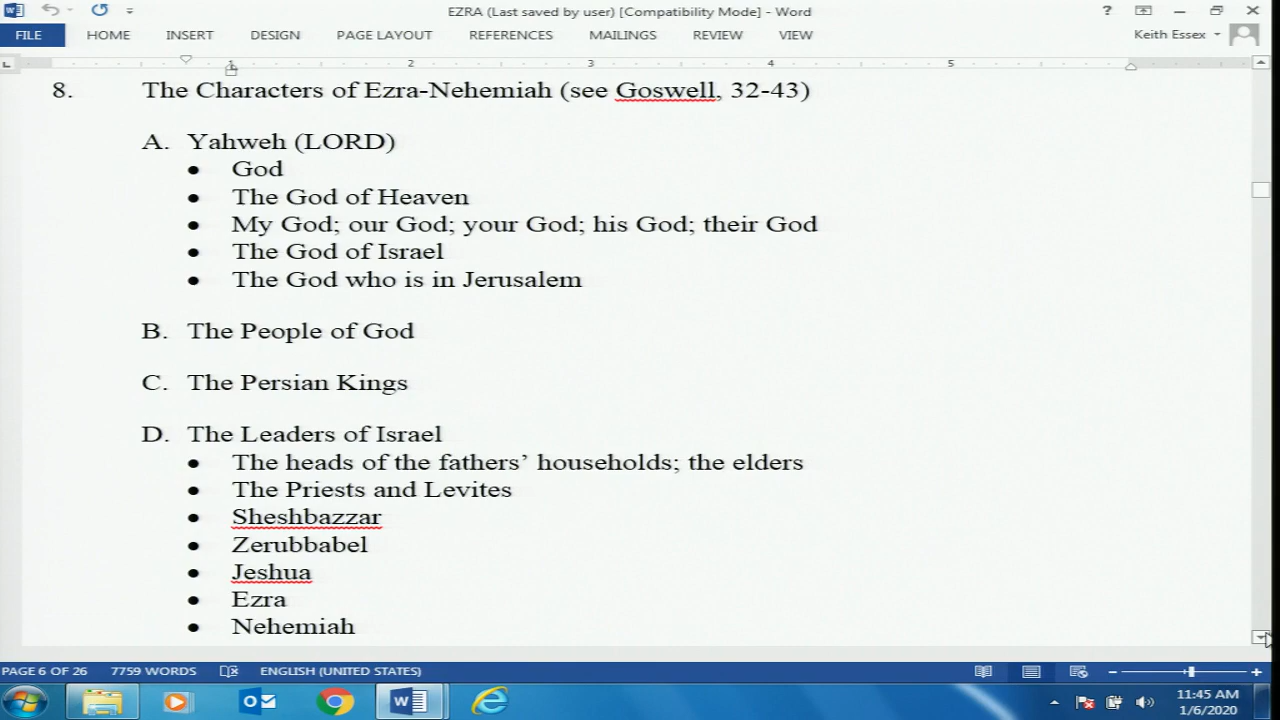 EZRA (Last saved by user) [Compatibility Mode] - Word
?
FILE HOME INSERT DESIGN PAGE LAYOUT REFERENCES MAILINGS REVIEW VIEW Keith Essex
1 2 3 4 5
8. The Characters of Ezra-Nehemiah (see Goswell, 32-43)
A. Yahweh (LORD)
• God
• The God of Heaven
• My God; our God; your God; his God; their God
• The God of Israel
• The God who is in Jerusalem
B. The People of God
C. The Persian Kings
D. The Leaders of Israel
• The heads of the fathers’ households; the elders
• The Priests and Levites
• Sheshbazzar
• Zerubbabel
• Jeshua
• Ezra
• Nehemiah
PAGE 6 OF 26 7759 WORDS ENGLISH (UNITED STATES)
11:45 AM
1/6/2020